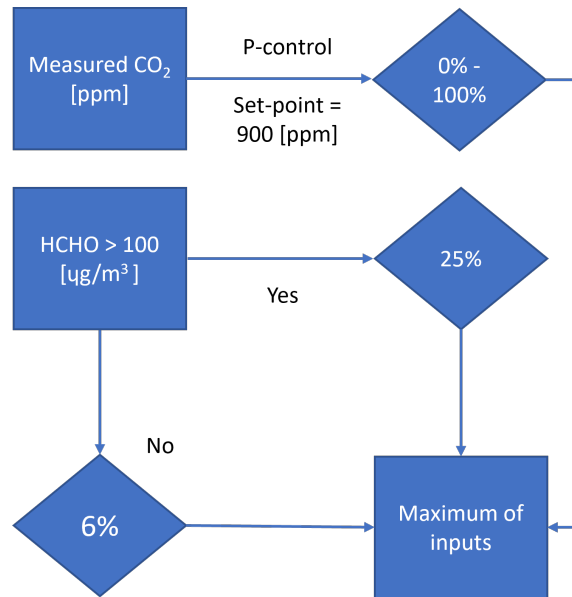 Measured CO₂
[ppm]
P-control
Set-point =
900 [ppm]
0% -
100%
HCHO > 100
[ɥg/m³ ]
Yes
25%
No
6%
Maximum of
inputs